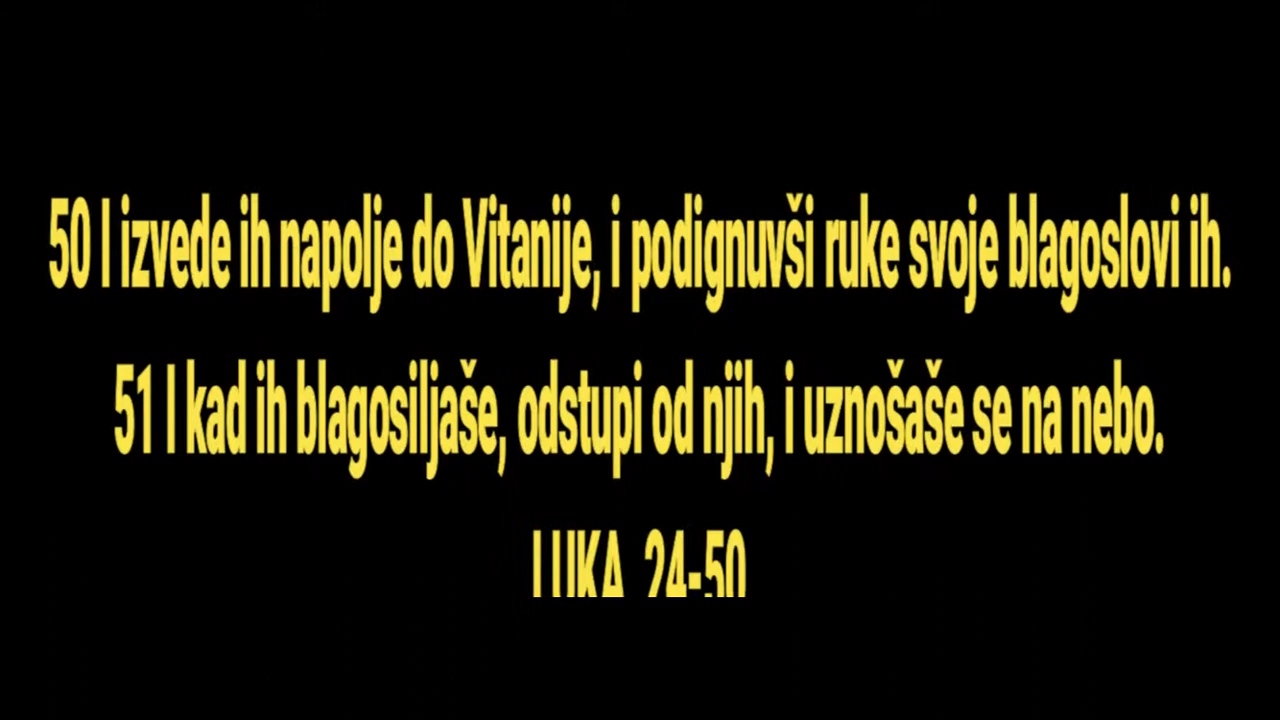 50 I izvede ih napolje do Vitanije, i podignuvši ruke svoje blagoslovi ih.
51 I kad ih blagosiljaše, odstupi od njih, i uznošaše se na nebo.
LUKA 24-50